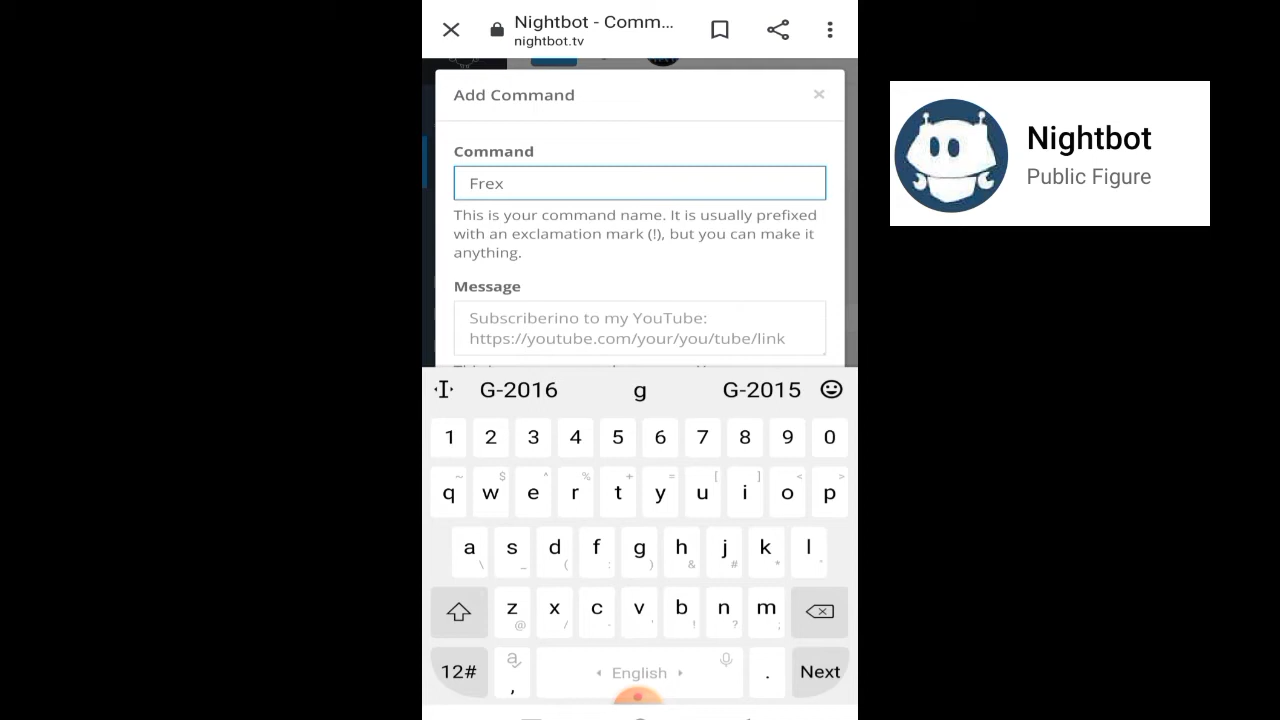 Nightbot - Comm...
nightbot.tv
Add Command ×
Command
Frex
This is your command name. It is usually prefixed
with an exclamation mark (!), but you can make it
anything.
Message
Subscriberino to my YouTube:
https://youtube.com/your/you/tube/link
G-2016 g G-2015
1 2 3 4 5 6 7 8 9 0
~ $ ^ % + = [ ] < >
q w e r t y u i o p
a s d f g h j k l
\ _ ( : ) & # *
z x c v b n m
@ / - ' ! ? ;
12# , English . Next
Nightbot
Public Figure